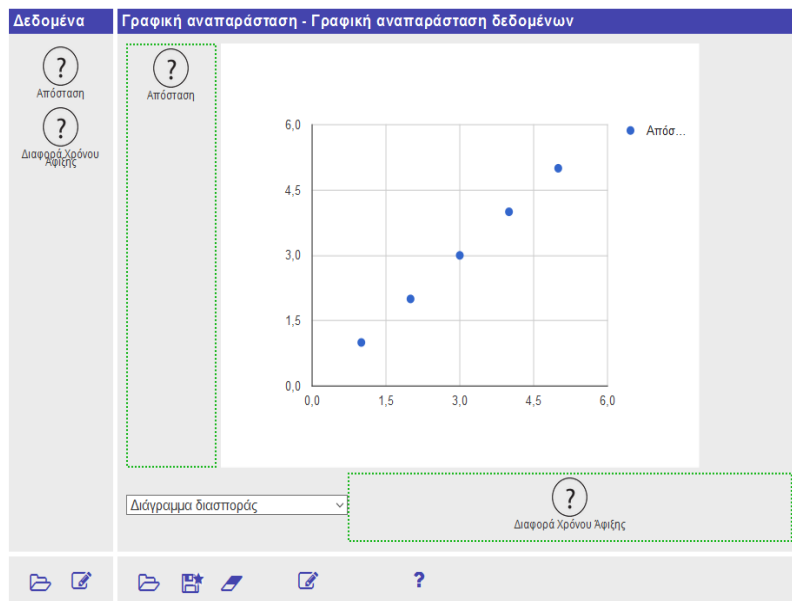 Δεδομένα
Γραφική αναπαράσταση - Γραφική αναπαράσταση δεδομένων
?
Απόσταση
?
Διαφορά Χρόνου
Άφιξης
?
Απόσταση
6,0
4,5
3,0
1,5
0,0
0,0 1,5 3,0 4,5 6,0
Απόσ...
Διάγραμμα διασποράς
?
Διαφορά Χρόνου Άφιξης
?